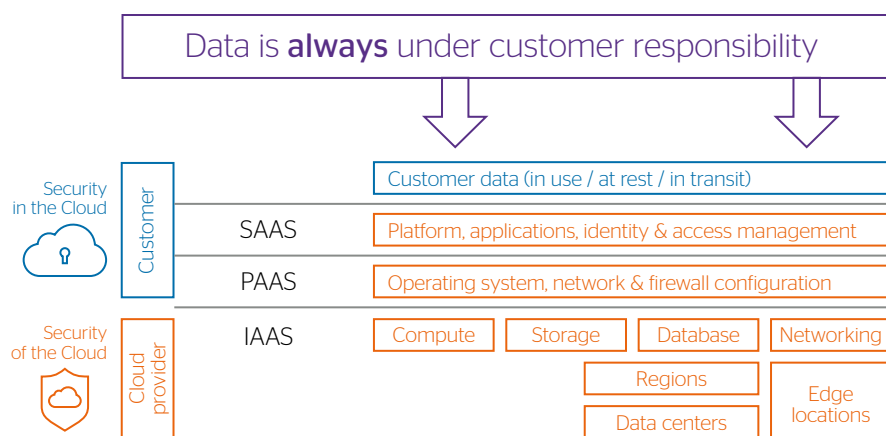 Data is always under customer responsibility
Security
in the Cloud
Customer
Customer data (in use / at rest / in transit)
SAAS
Platform, applications, identity & access management
PAAS
Operating system, network & firewall configuration
Security
of the Cloud
Cloud
provider
IAAS
Compute
Storage
Database
Networking
Regions
Edge
locations
Data centers